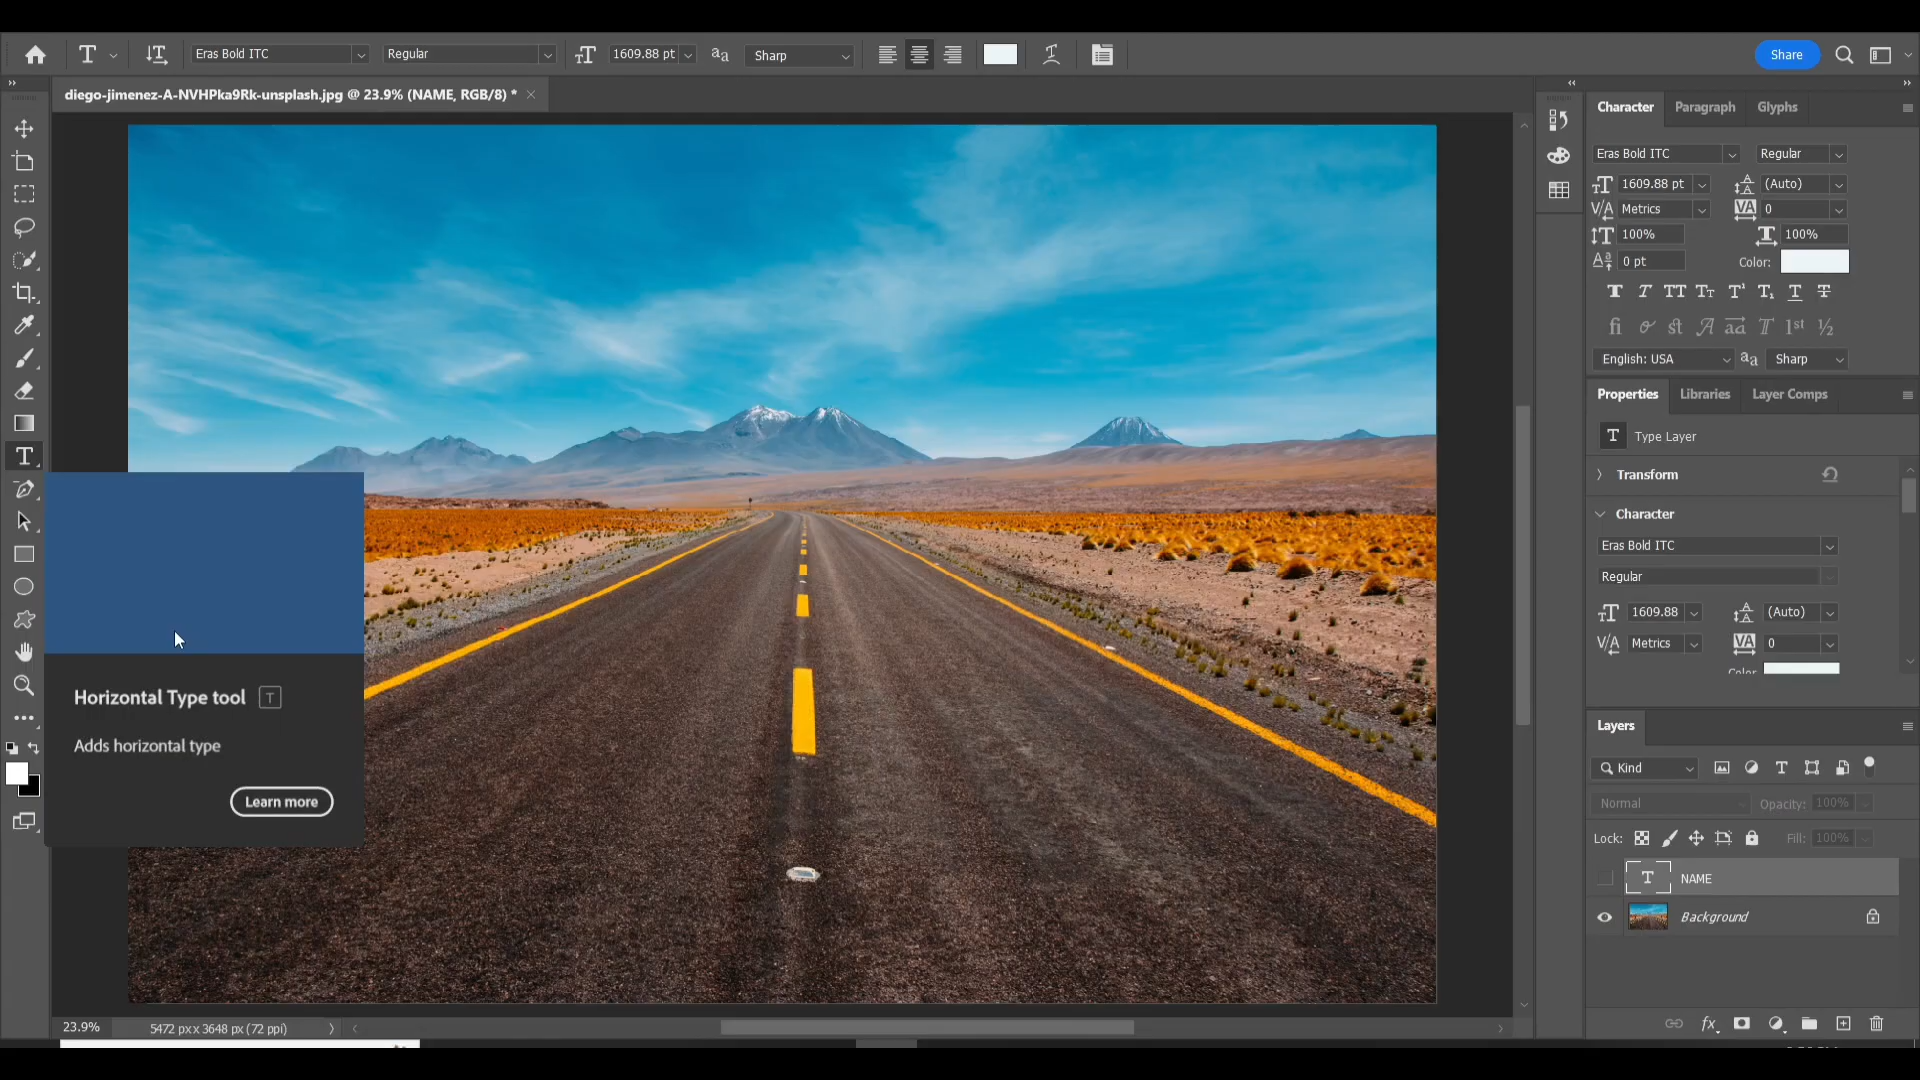 Eras Bold ITC Regular 1609.88 pt Sharp Share
diego-jimenez-A-NVHPka9Rk-unsplash.jpg @ 23.9% (NAME, RGB/8) *
Character Paragraph Glyphs
Eras Bold ITC Regular
1609.88 pt (Auto)
Metrics 0
100% 100%
0 pt Color:
English: USA Sharp
Properties Libraries Layer Comps
Type Layer
Transform
Character
Eras Bold ITC
Regular
1609.88 (Auto)
Metrics 0
Color
Horizontal Type tool T
Adds horizontal type
Learn more
Layers
Kind
Normal Opacity: 100%
Lock: Fill: 100%
NAME
Background
23.9% 5472 px x 3648 px (72 ppi)